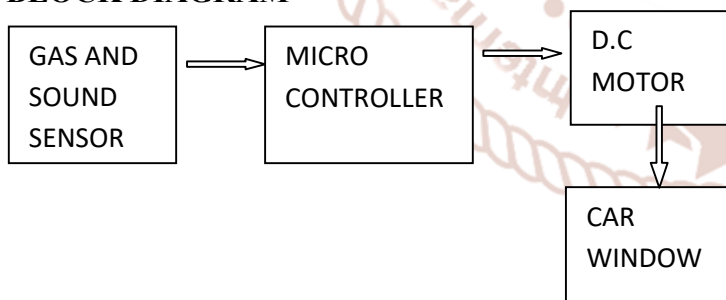 BLOCK DIAGRAM
GAS AND
SOUND
SENSOR
MICRO
CONTROLLER
D.C
MOTOR
CAR
WINDOW